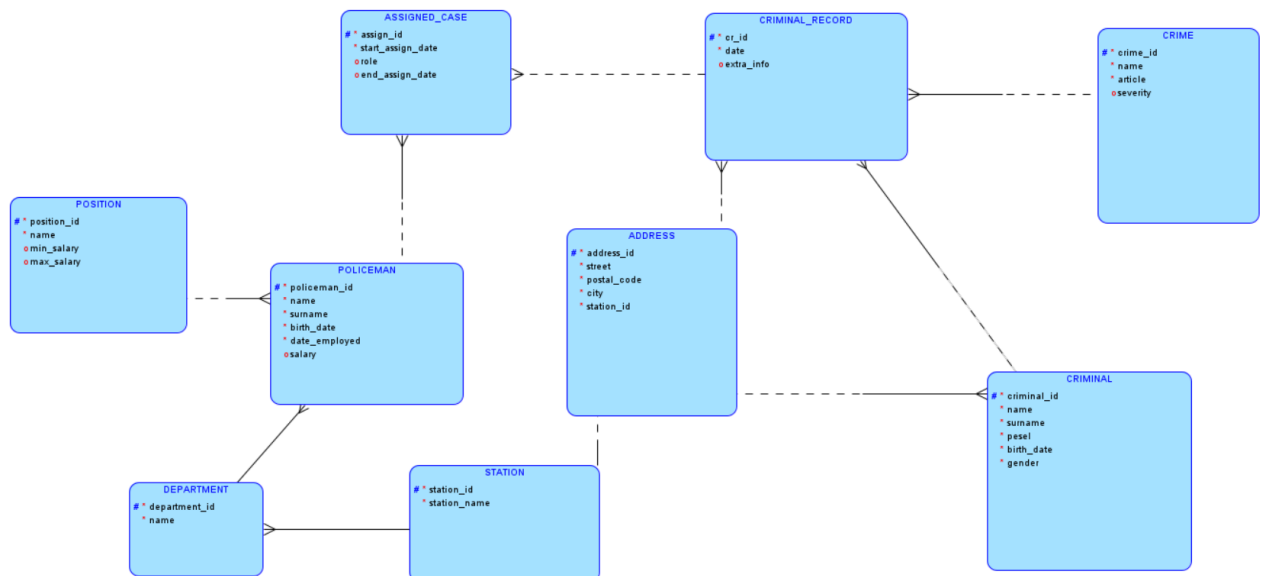 ASSIGNED_CASE
# * assign_id
* start_assign_date
o role
o end_assign_date
CRIMINAL_RECORD
# * cr_id
* date
o extra_info
CRIME
# * crime_id
* name
* article
o severity
POSITION
# * position_id
* name
o min_salary
o max_salary
POLICEMAN
# * policeman_id
* name
* surname
* birth_date
* date_employed
o salary
ADDRESS
# * address_id
* street
* postal_code
* city
* station_id
CRIMINAL
# * criminal_id
* name
* surname
* pesel
* birth_date
* gender
DEPARTMENT
# * department_id
* name
STATION
# * station_id
* station_name